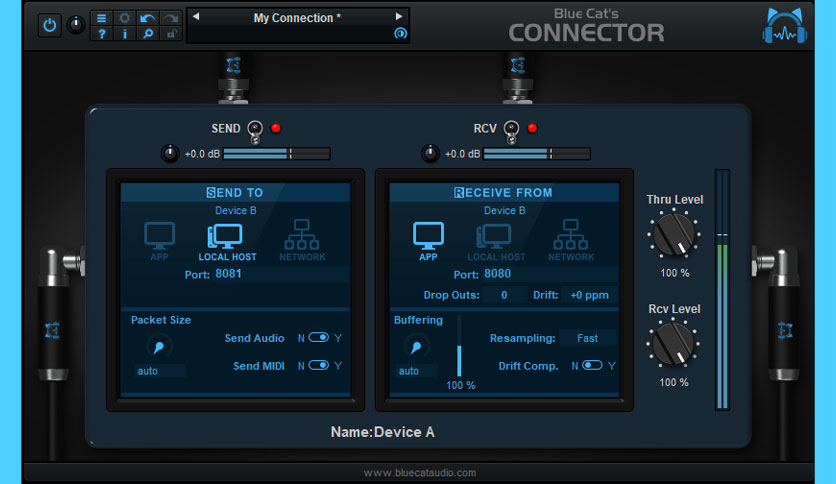 My Connection *
Blue Cat's
CONNECTOR
? i
SEND
RCV
+0.0 dB
+0.0 dB
SEND TO
RECEIVE FROM
Device B
Device B
APP
LOCAL HOST
NETWORK
APP
LOCAL HOST
NETWORK
Port: 8081
Port: 8080
Drop Outs: 0 Drift: +0 ppm
Packet Size
Send Audio N Y
auto
Send MIDI N Y
Buffering
Resampling: Fast
auto
Drift Comp. N Y
100 %
Thru Level
100 %
Rcv Level
100 %
Name:Device A
www.bluecataudio.com